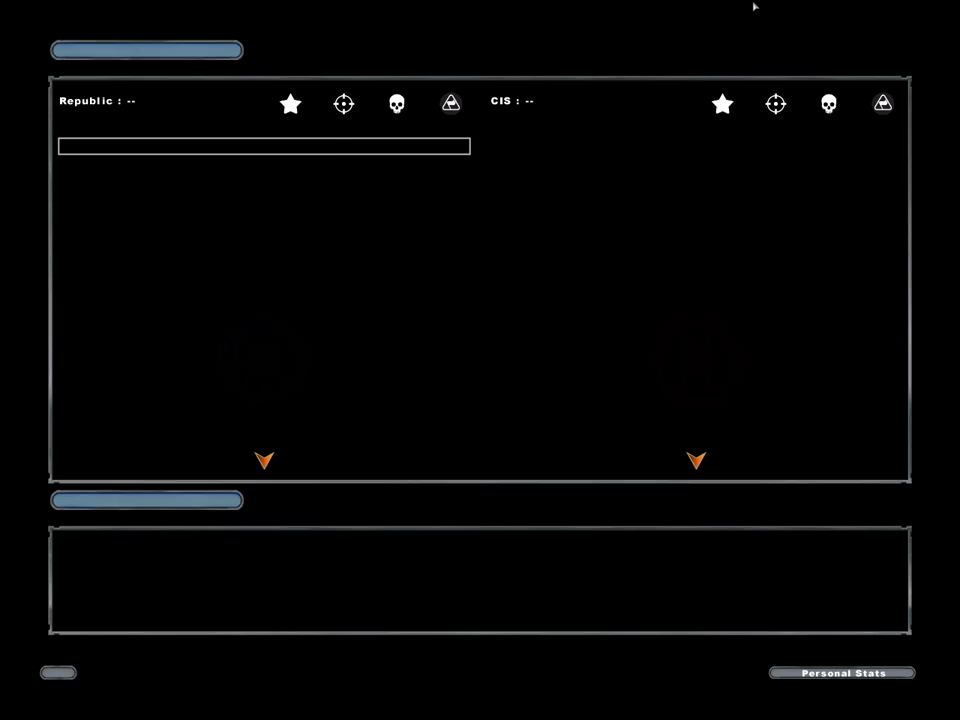 Republic : --
CIS : --
Personal Stats